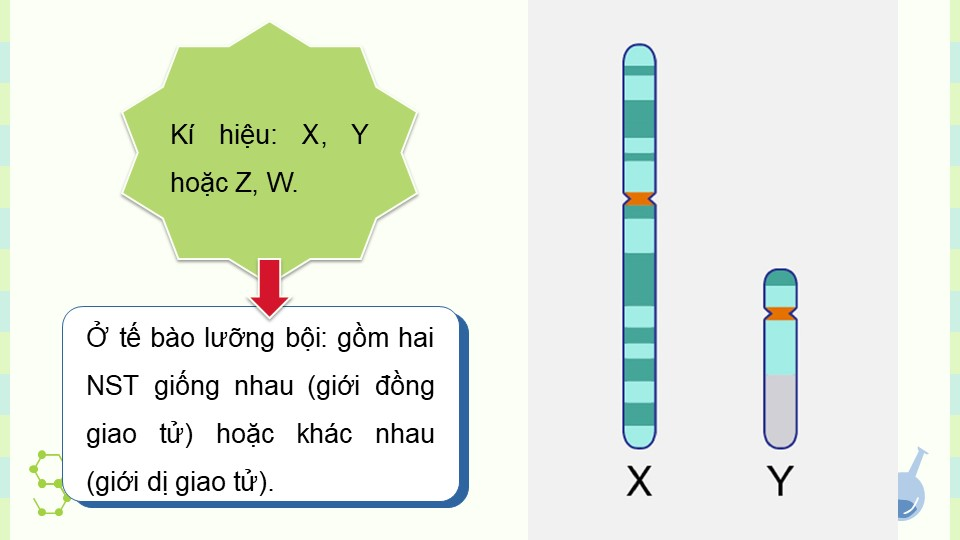 Kí hiệu: X, Y
hoặc Z, W.
Ở tế bào lưỡng bội: gồm hai
NST giống nhau (giới đồng
giao tử) hoặc khác nhau
(giới dị giao tử).
X Y